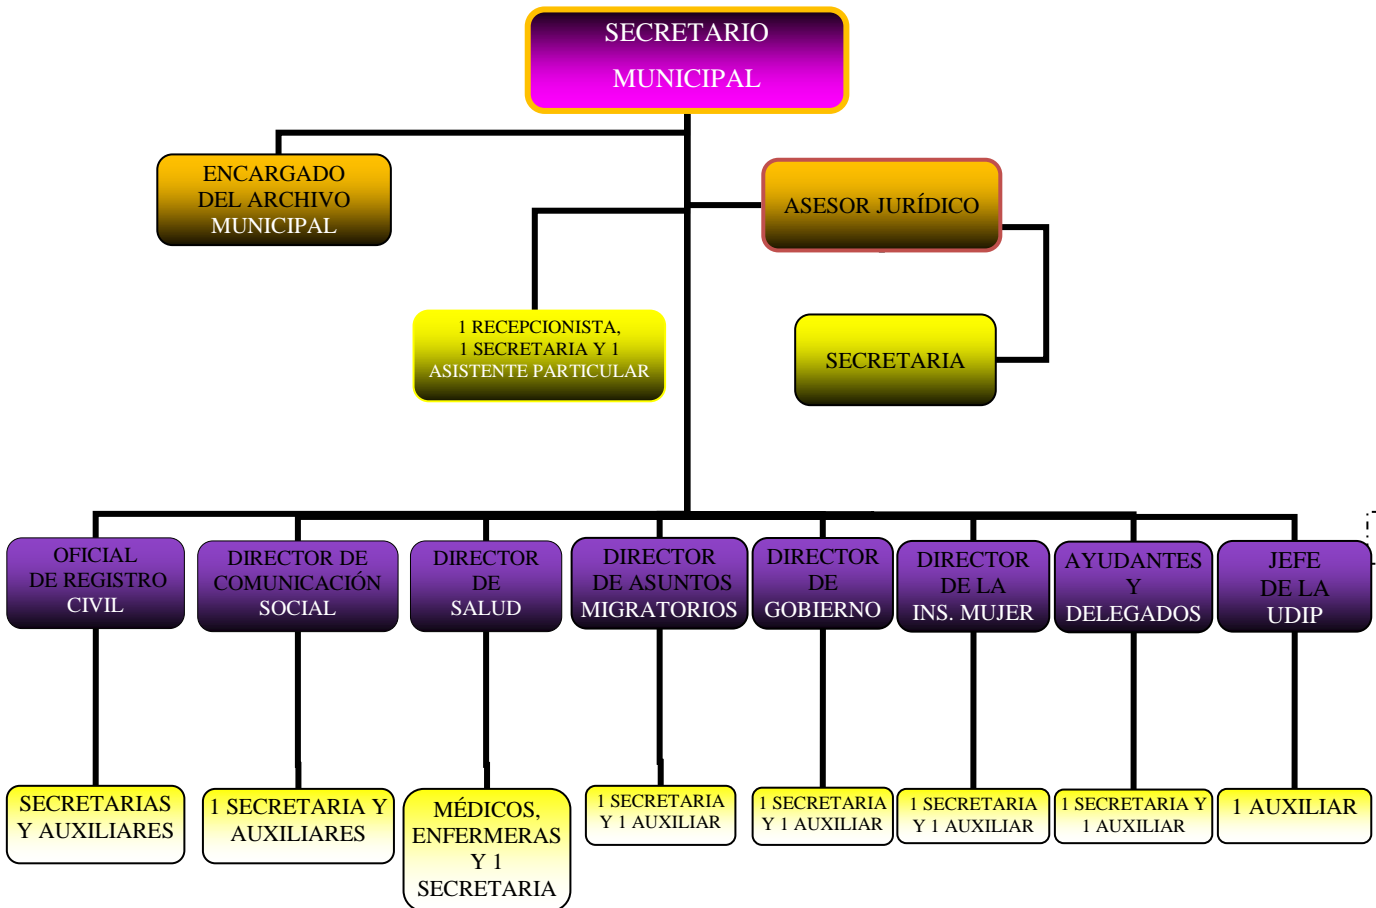 SECRETARIO
MUNICIPAL
ENCARGADO
DEL ARCHIVO
MUNICIPAL
ASESOR JURÍDICO
1 RECEPCIONISTA,
1 SECRETARIA Y 1
ASISTENTE PARTICULAR
SECRETARIA
OFICIAL
DE REGISTRO
CIVIL
DIRECTOR DE
COMUNICACIÓN
SOCIAL
DIRECTOR
DE
SALUD
DIRECTOR
DE ASUNTOS
MIGRATORIOS
DIRECTOR
DE
GOBIERNO
DIRECTOR
DE LA
INS. MUJER
AYUDANTES
Y
DELEGADOS
JEFE
DE LA
UDIP
SECRETARIAS
Y AUXILIARES
1 SECRETARIA Y
AUXILIARES
MÉDICOS,
ENFERMERAS
Y 1
SECRETARIA
1 SECRETARIA
Y 1 AUXILIAR
1 SECRETARIA
Y 1 AUXILIAR
1 SECRETARIA
Y 1 AUXILIAR
1 SECRETARIA Y
1 AUXILIAR
1 AUXILIAR